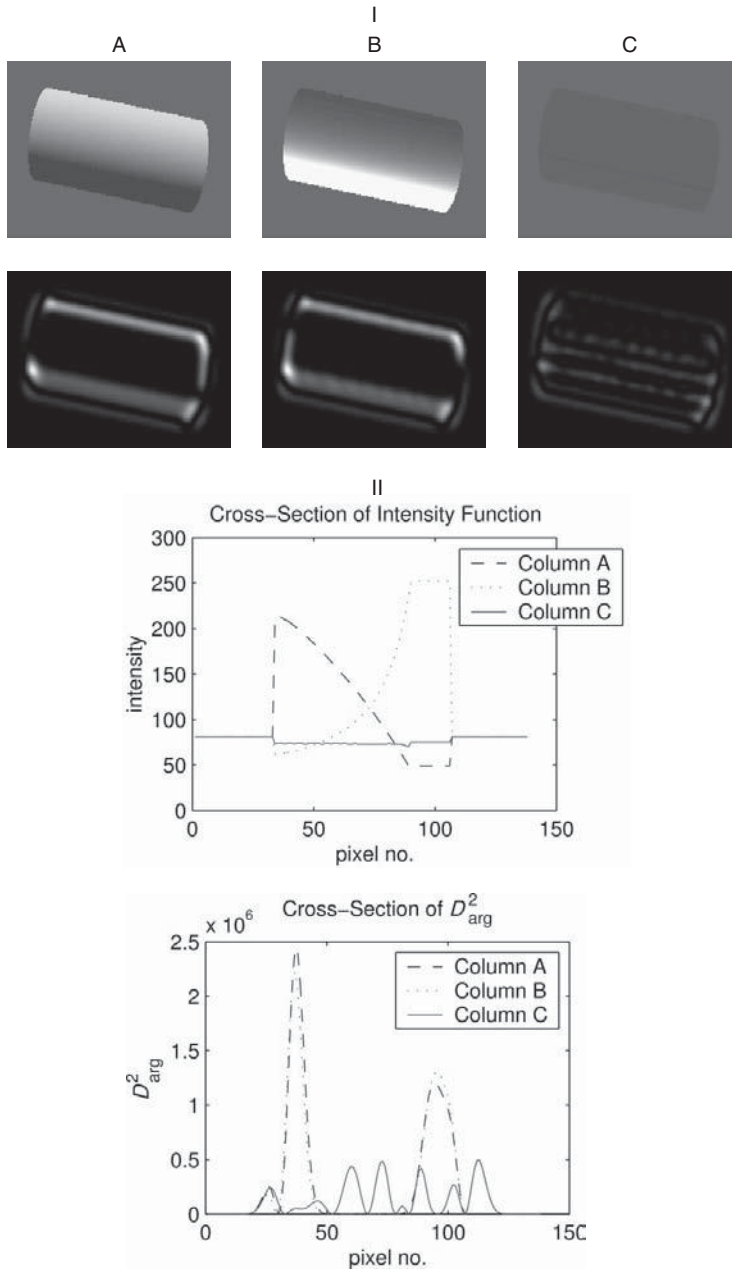 I
A B C
II
Cross–Section of Intensity Function
300
250
200
150
100
50
0
intensity
Column A
Column B
Column C
0 50 100 150
pixel no.
Cross–Section of D²arg
x 10⁶
2.5
2
1.5
1
0.5
0
D²arg
Column A
Column B
Column C
0 50 100 150
pixel no.